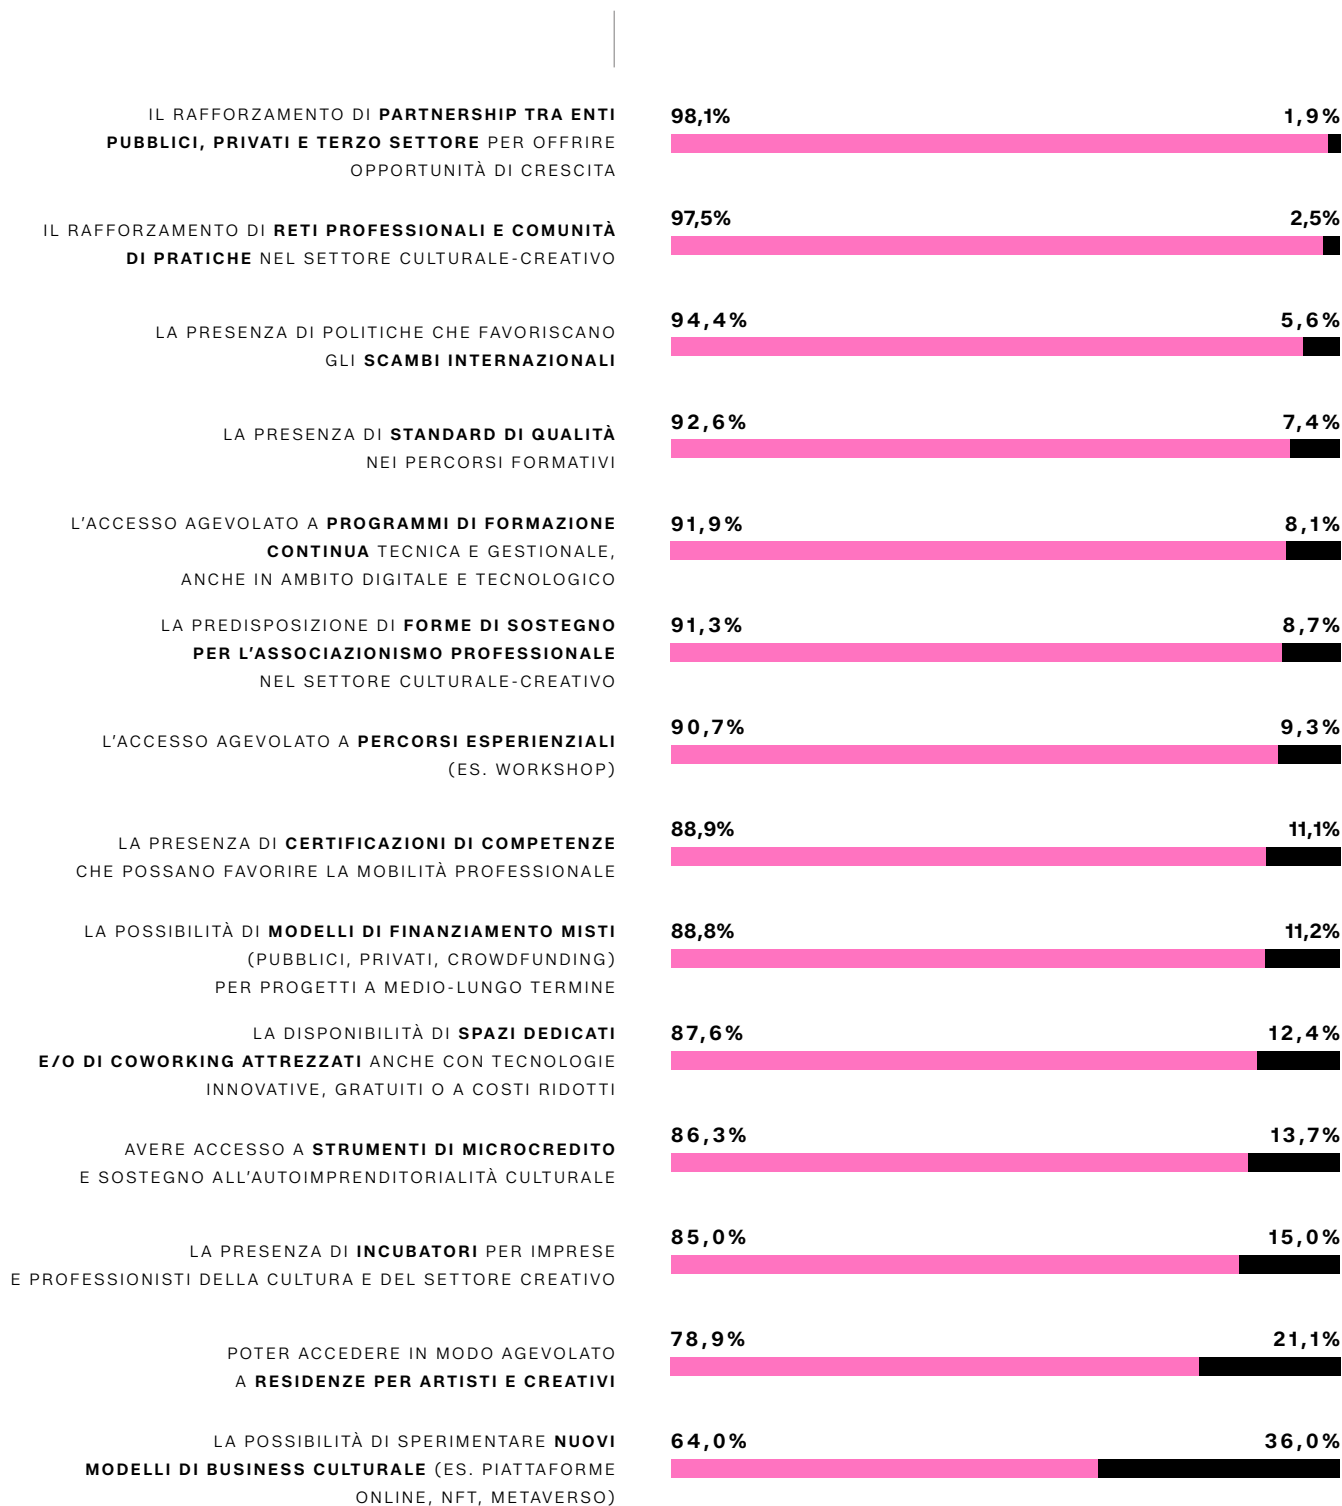 IL RAFFORZAMENTO DI PARTNERSHIP TRA ENTI
PUBBLICI, PRIVATI E TERZO SETTORE PER OFFRIRE
OPPORTUNITÀ DI CRESCITA
98,1% 1,9%
IL RAFFORZAMENTO DI RETI PROFESSIONALI E COMUNITÀ
DI PRATICHE NEL SETTORE CULTURALE-CREATIVO
97,5% 2,5%
LA PRESENZA DI POLITICHE CHE FAVORISCANO
GLI SCAMBI INTERNAZIONALI
94,4% 5,6%
LA PRESENZA DI STANDARD DI QUALITÀ
NEI PERCORSI FORMATIVI
92,6% 7,4%
L'ACCESSO AGEVOLATO A PROGRAMMI DI FORMAZIONE
CONTINUA TECNICA E GESTIONALE,
ANCHE IN AMBITO DIGITALE E TECNOLOGICO
91,9% 8,1%
LA PREDISPOSIZIONE DI FORME DI SOSTEGNO
PER L'ASSOCIAZIONISMO PROFESSIONALE
NEL SETTORE CULTURALE-CREATIVO
91,3% 8,7%
L'ACCESSO AGEVOLATO A PERCORSI ESPERIENZIALI
(ES. WORKSHOP)
90,7% 9,3%
LA PRESENZA DI CERTIFICAZIONI DI COMPETENZE
CHE POSSANO FAVORIRE LA MOBILITÀ PROFESSIONALE
88,9% 11,1%
LA POSSIBILITÀ DI MODELLI DI FINANZIAMENTO MISTI
(PUBBLICI, PRIVATI, CROWDFUNDING)
PER PROGETTI A MEDIO-LUNGO TERMINE
88,8% 11,2%
LA DISPONIBILITÀ DI SPAZI DEDICATI
E/O DI COWORKING ATTREZZATI ANCHE CON TECNOLOGIE
INNOVATIVE, GRATUITI O A COSTI RIDOTTI
87,6% 12,4%
AVERE ACCESSO A STRUMENTI DI MICROCREDITO
E SOSTEGNO ALL'AUTOIMPRENDITORIALITÀ CULTURALE
86,3% 13,7%
LA PRESENZA DI INCUBATORI PER IMPRESE
E PROFESSIONISTI DELLA CULTURA E DEL SETTORE CREATIVO
85,0% 15,0%
POTER ACCEDERE IN MODO AGEVOLATO
A RESIDENZE PER ARTISTI E CREATIVI
78,9% 21,1%
LA POSSIBILITÀ DI SPERIMENTARE NUOVI
MODELLI DI BUSINESS CULTURALE (ES. PIATTAFORME
ONLINE, NFT, METAVERSO)
64,0% 36,0%